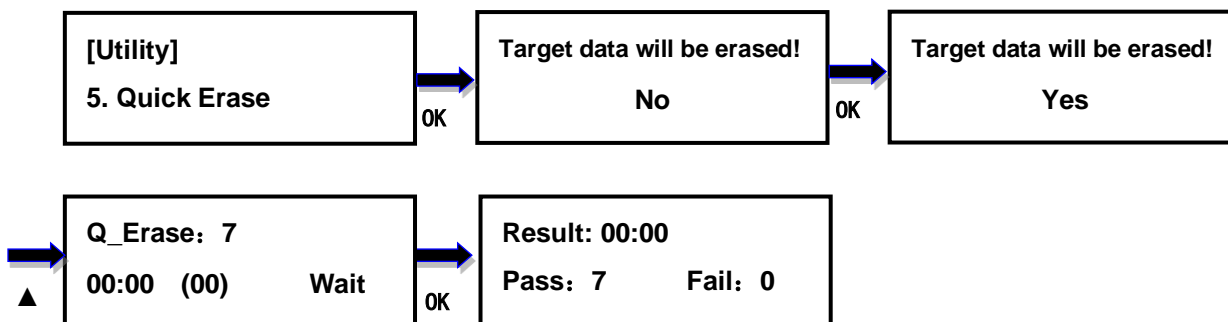 [Utility]
5. Quick Erase
OK
Target data will be erased!
No
OK
Target data will be erased!
Yes
▲
Q_Erase：7
00:00 (00) Wait
OK
Result: 00:00
Pass：7 Fail：0